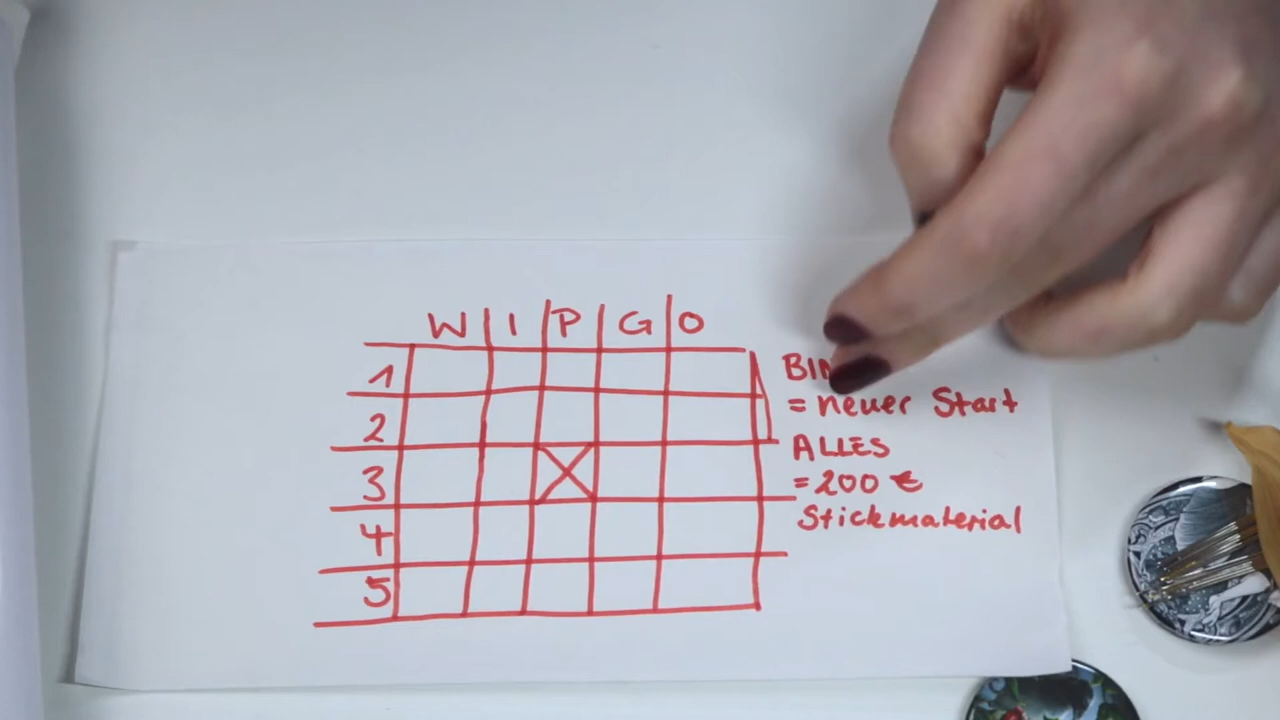 W I P G O
1
2
3
4
5
= neuer Start
ALLES
= 200 €
Stickmaterial